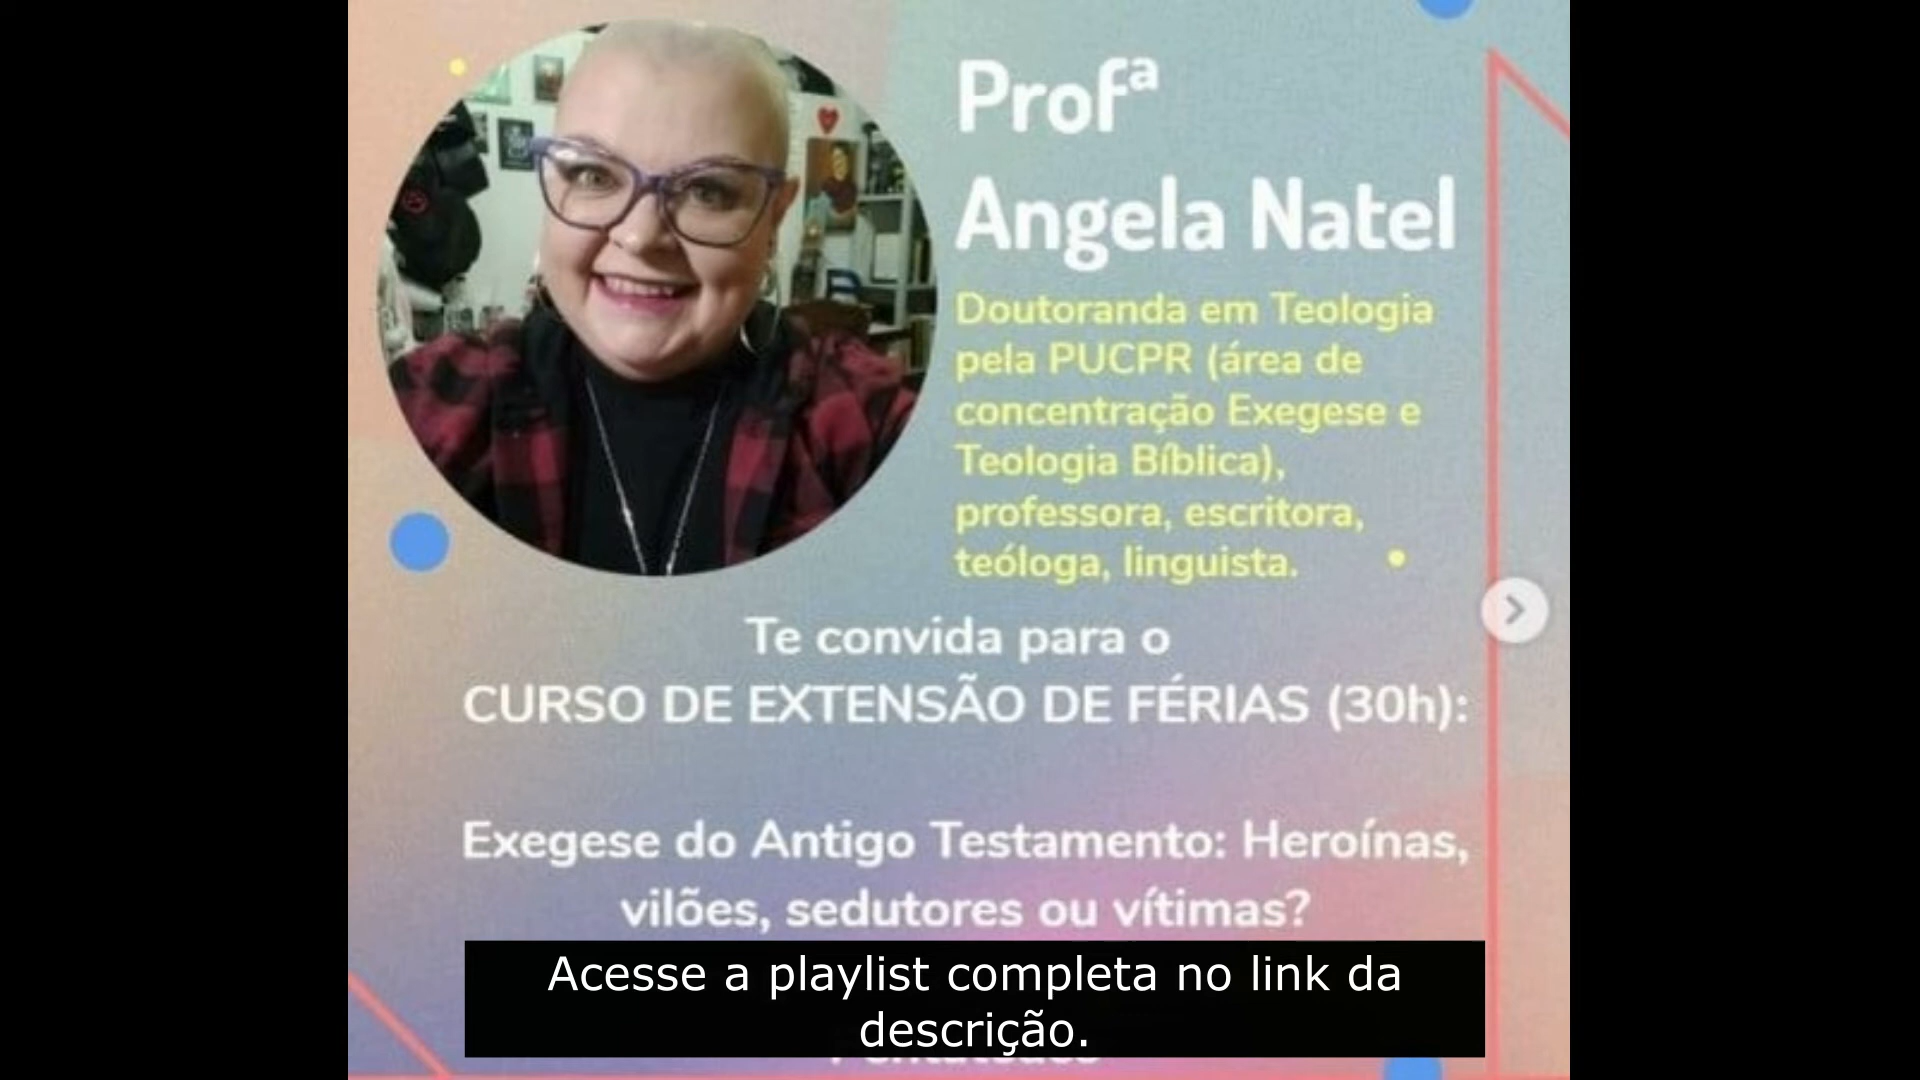 Profª
Angela Natel
Doutoranda em Teologia
pela PUCPR (área de
concentração Exegese e
Teologia Bíblica),
professora, escritora,
teóloga, linguista.
Te convida para o
CURSO DE EXTENSÃO DE FÉRIAS (30h):
Exegese do Antigo Testamento: Heroínas,
vilões, sedutores ou vítimas?
Acesse a playlist completa no link da
descrição.